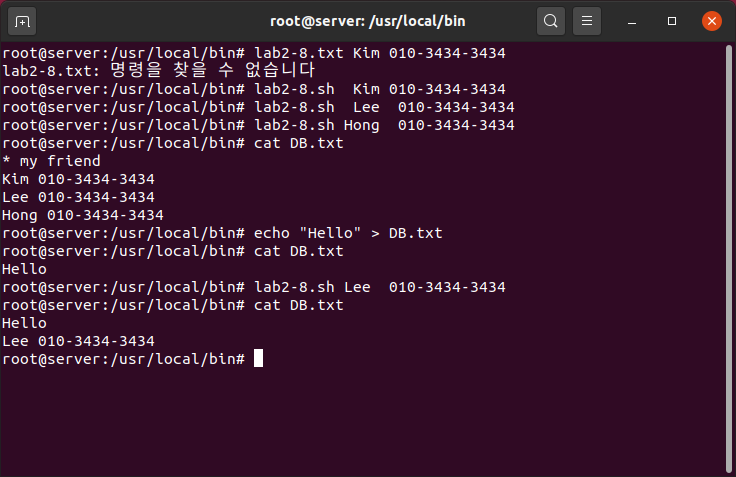 root@server: /usr/local/bin
root@server:/usr/local/bin# lab2-8.txt Kim 010-3434-3434
lab2-8.txt: 명령을 찾을 수 없습니다
root@server:/usr/local/bin# lab2-8.sh  Kim 010-3434-3434
root@server:/usr/local/bin# lab2-8.sh  Lee  010-3434-3434
root@server:/usr/local/bin# lab2-8.sh Hong  010-3434-3434
root@server:/usr/local/bin# cat DB.txt
* my friend
Kim 010-3434-3434
Lee 010-3434-3434
Hong 010-3434-3434
root@server:/usr/local/bin# echo "Hello" > DB.txt
root@server:/usr/local/bin# cat DB.txt
Hello
root@server:/usr/local/bin# lab2-8.sh Lee  010-3434-3434
root@server:/usr/local/bin# cat DB.txt
Hello
Lee 010-3434-3434
root@server:/usr/local/bin#